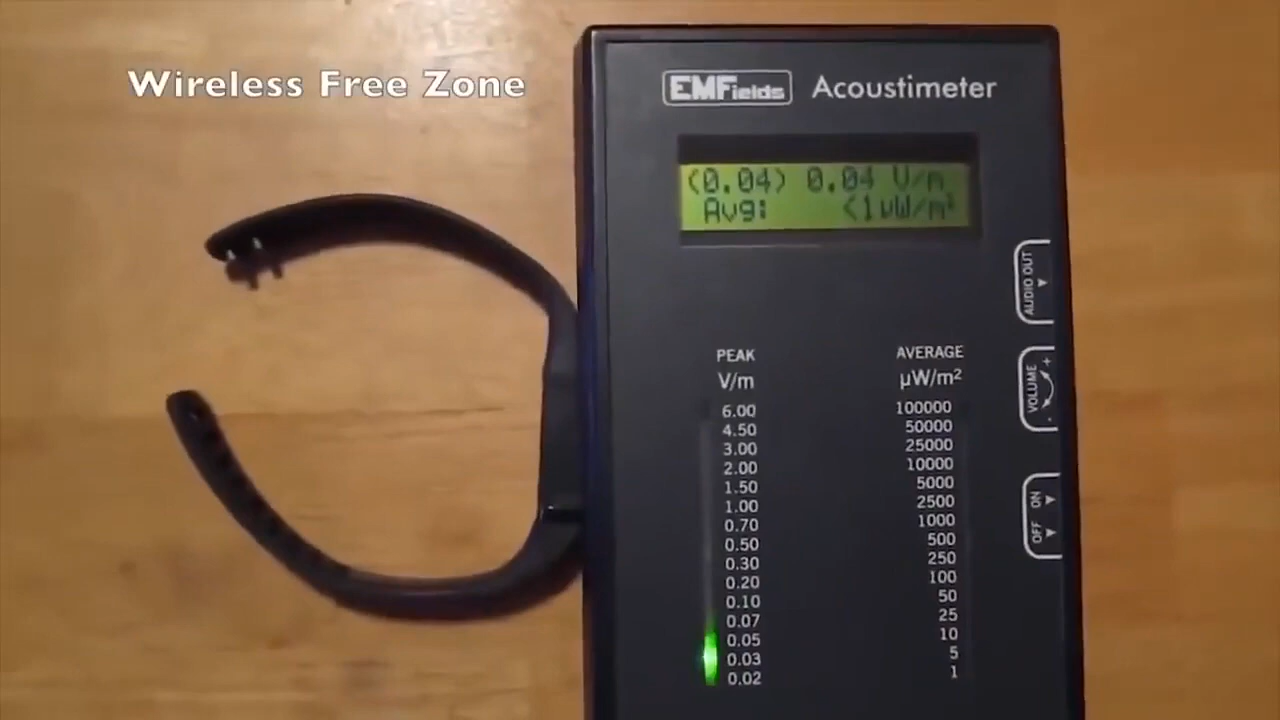 Wireless Free Zone
EMFields Acoustimeter
(0.04) 0.04 V/m
Avg: <1µW/m²
AUDIO OUT
VOLUME
+
-
OFF ON
PEAK AVERAGE
V/m µW/m²
6.00 100000
4.50 50000
3.00 25000
2.00 10000
1.50 5000
1.00 2500
0.70 1000
0.50 500
0.30 250
0.20 100
0.10 50
0.07 25
0.05 10
0.03 5
0.02 1